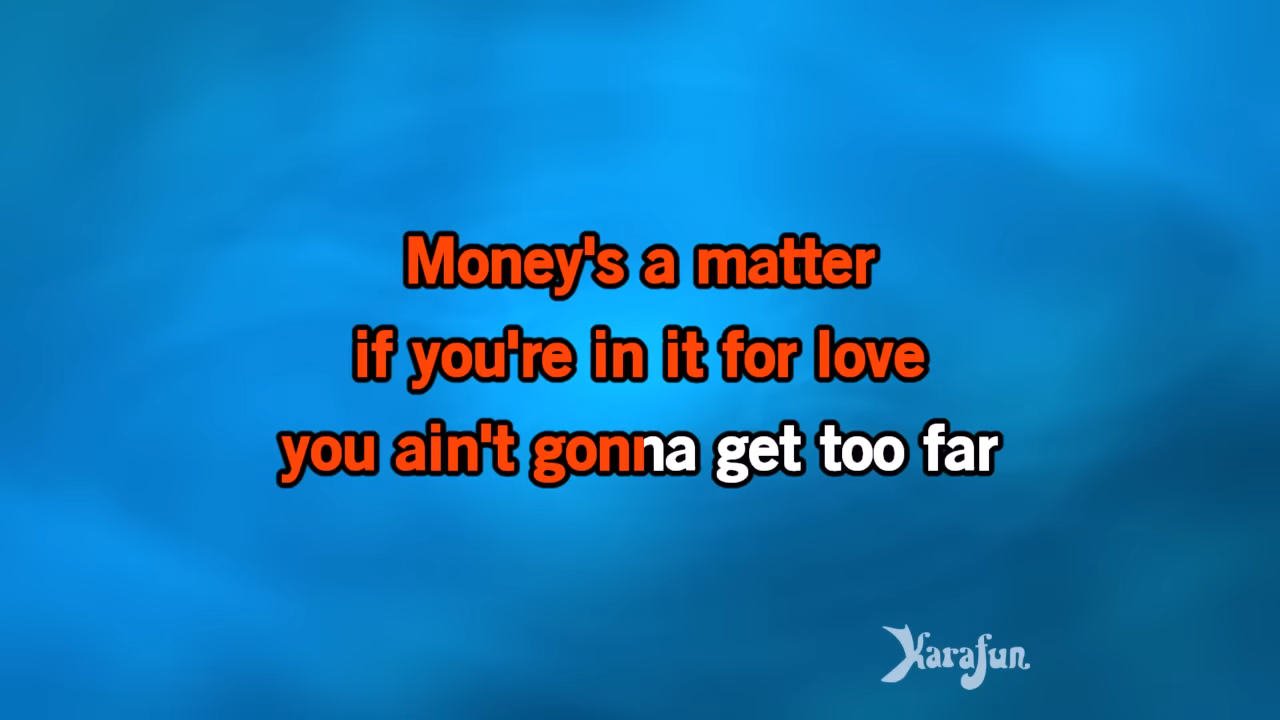 Money's a matter
if you're in it for love
you ain't gonna get too far
Karafun